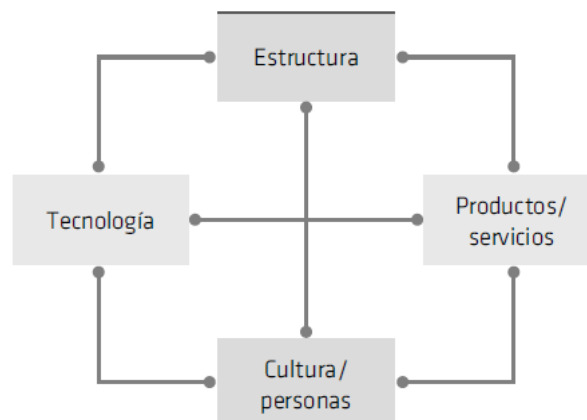 Estructura
Tecnología
Productos/
servicios
Cultura/
personas